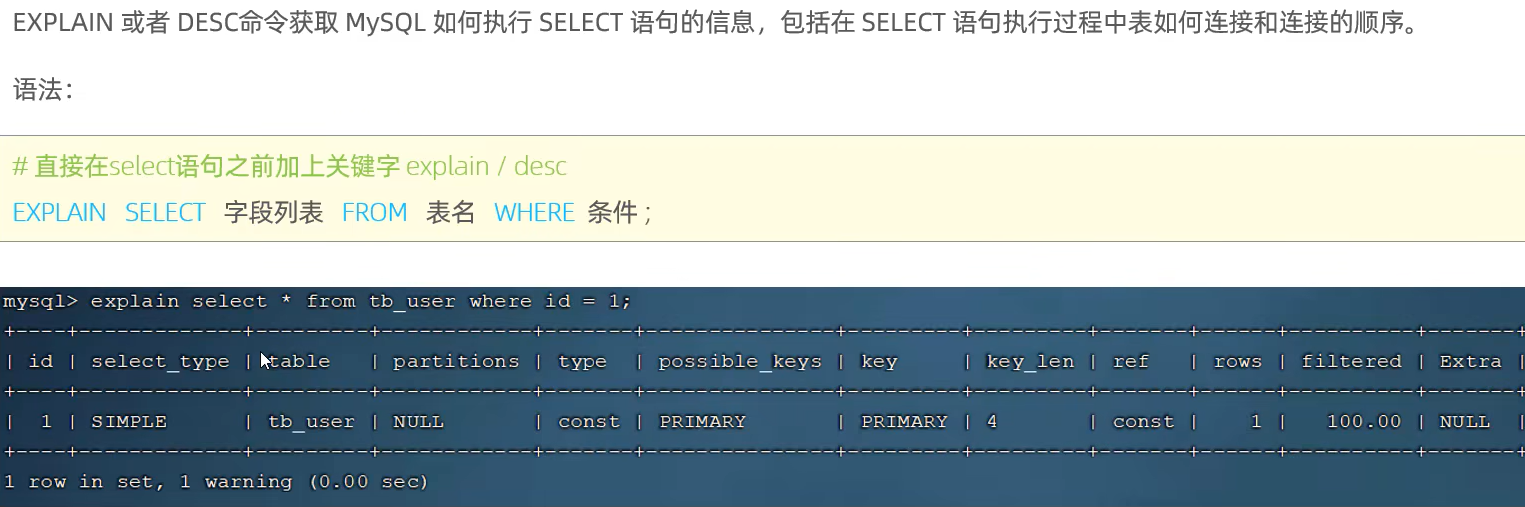 EXPLAIN 或者 DESC命令获取 MySQL 如何执行 SELECT 语句的信息，包括在 SELECT 语句执行过程中表如何连接和连接的顺序。
语法：
# 直接在select语句之前加上关键字 explain / desc
EXPLAIN SELECT 字段列表 FROM 表名 WHERE 条件 ;
mysql> explain select * from tb_user where id = 1;
+----+-------------+---------+------------+-------+---------------+---------+---------+-------+------+----------+-------+
| id | select_type | table   | partitions | type  | possible_keys | key     | key_len | ref   | rows | filtered | Extra |
+----+-------------+---------+------------+-------+---------------+---------+---------+-------+------+----------+-------+
|  1 | SIMPLE      | tb_user | NULL       | const | PRIMARY       | PRIMARY | 4       | const |    1 |   100.00 | NULL  |
+----+-------------+---------+------------+-------+---------------+---------+---------+-------+------+----------+-------+
1 row in set, 1 warning (0.00 sec)